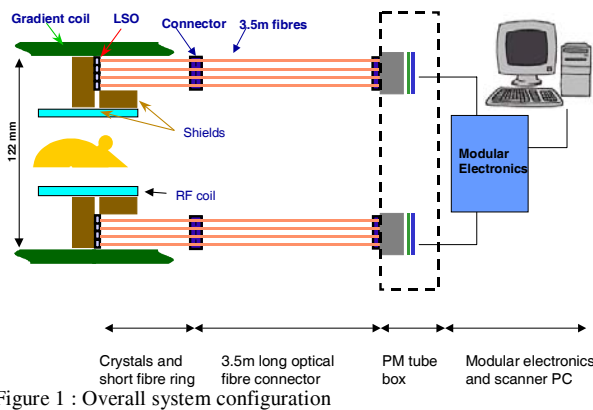 Gradient coil
LSO
Connector
3.5m fibres
122 mm
Shields
RF coil
Modular
Electronics
Crystals and
short fibre ring
3.5m long optical
fibre connector
PM tube
box
Modular electronics
and scanner PC
Figure 1 : Overall system configuration